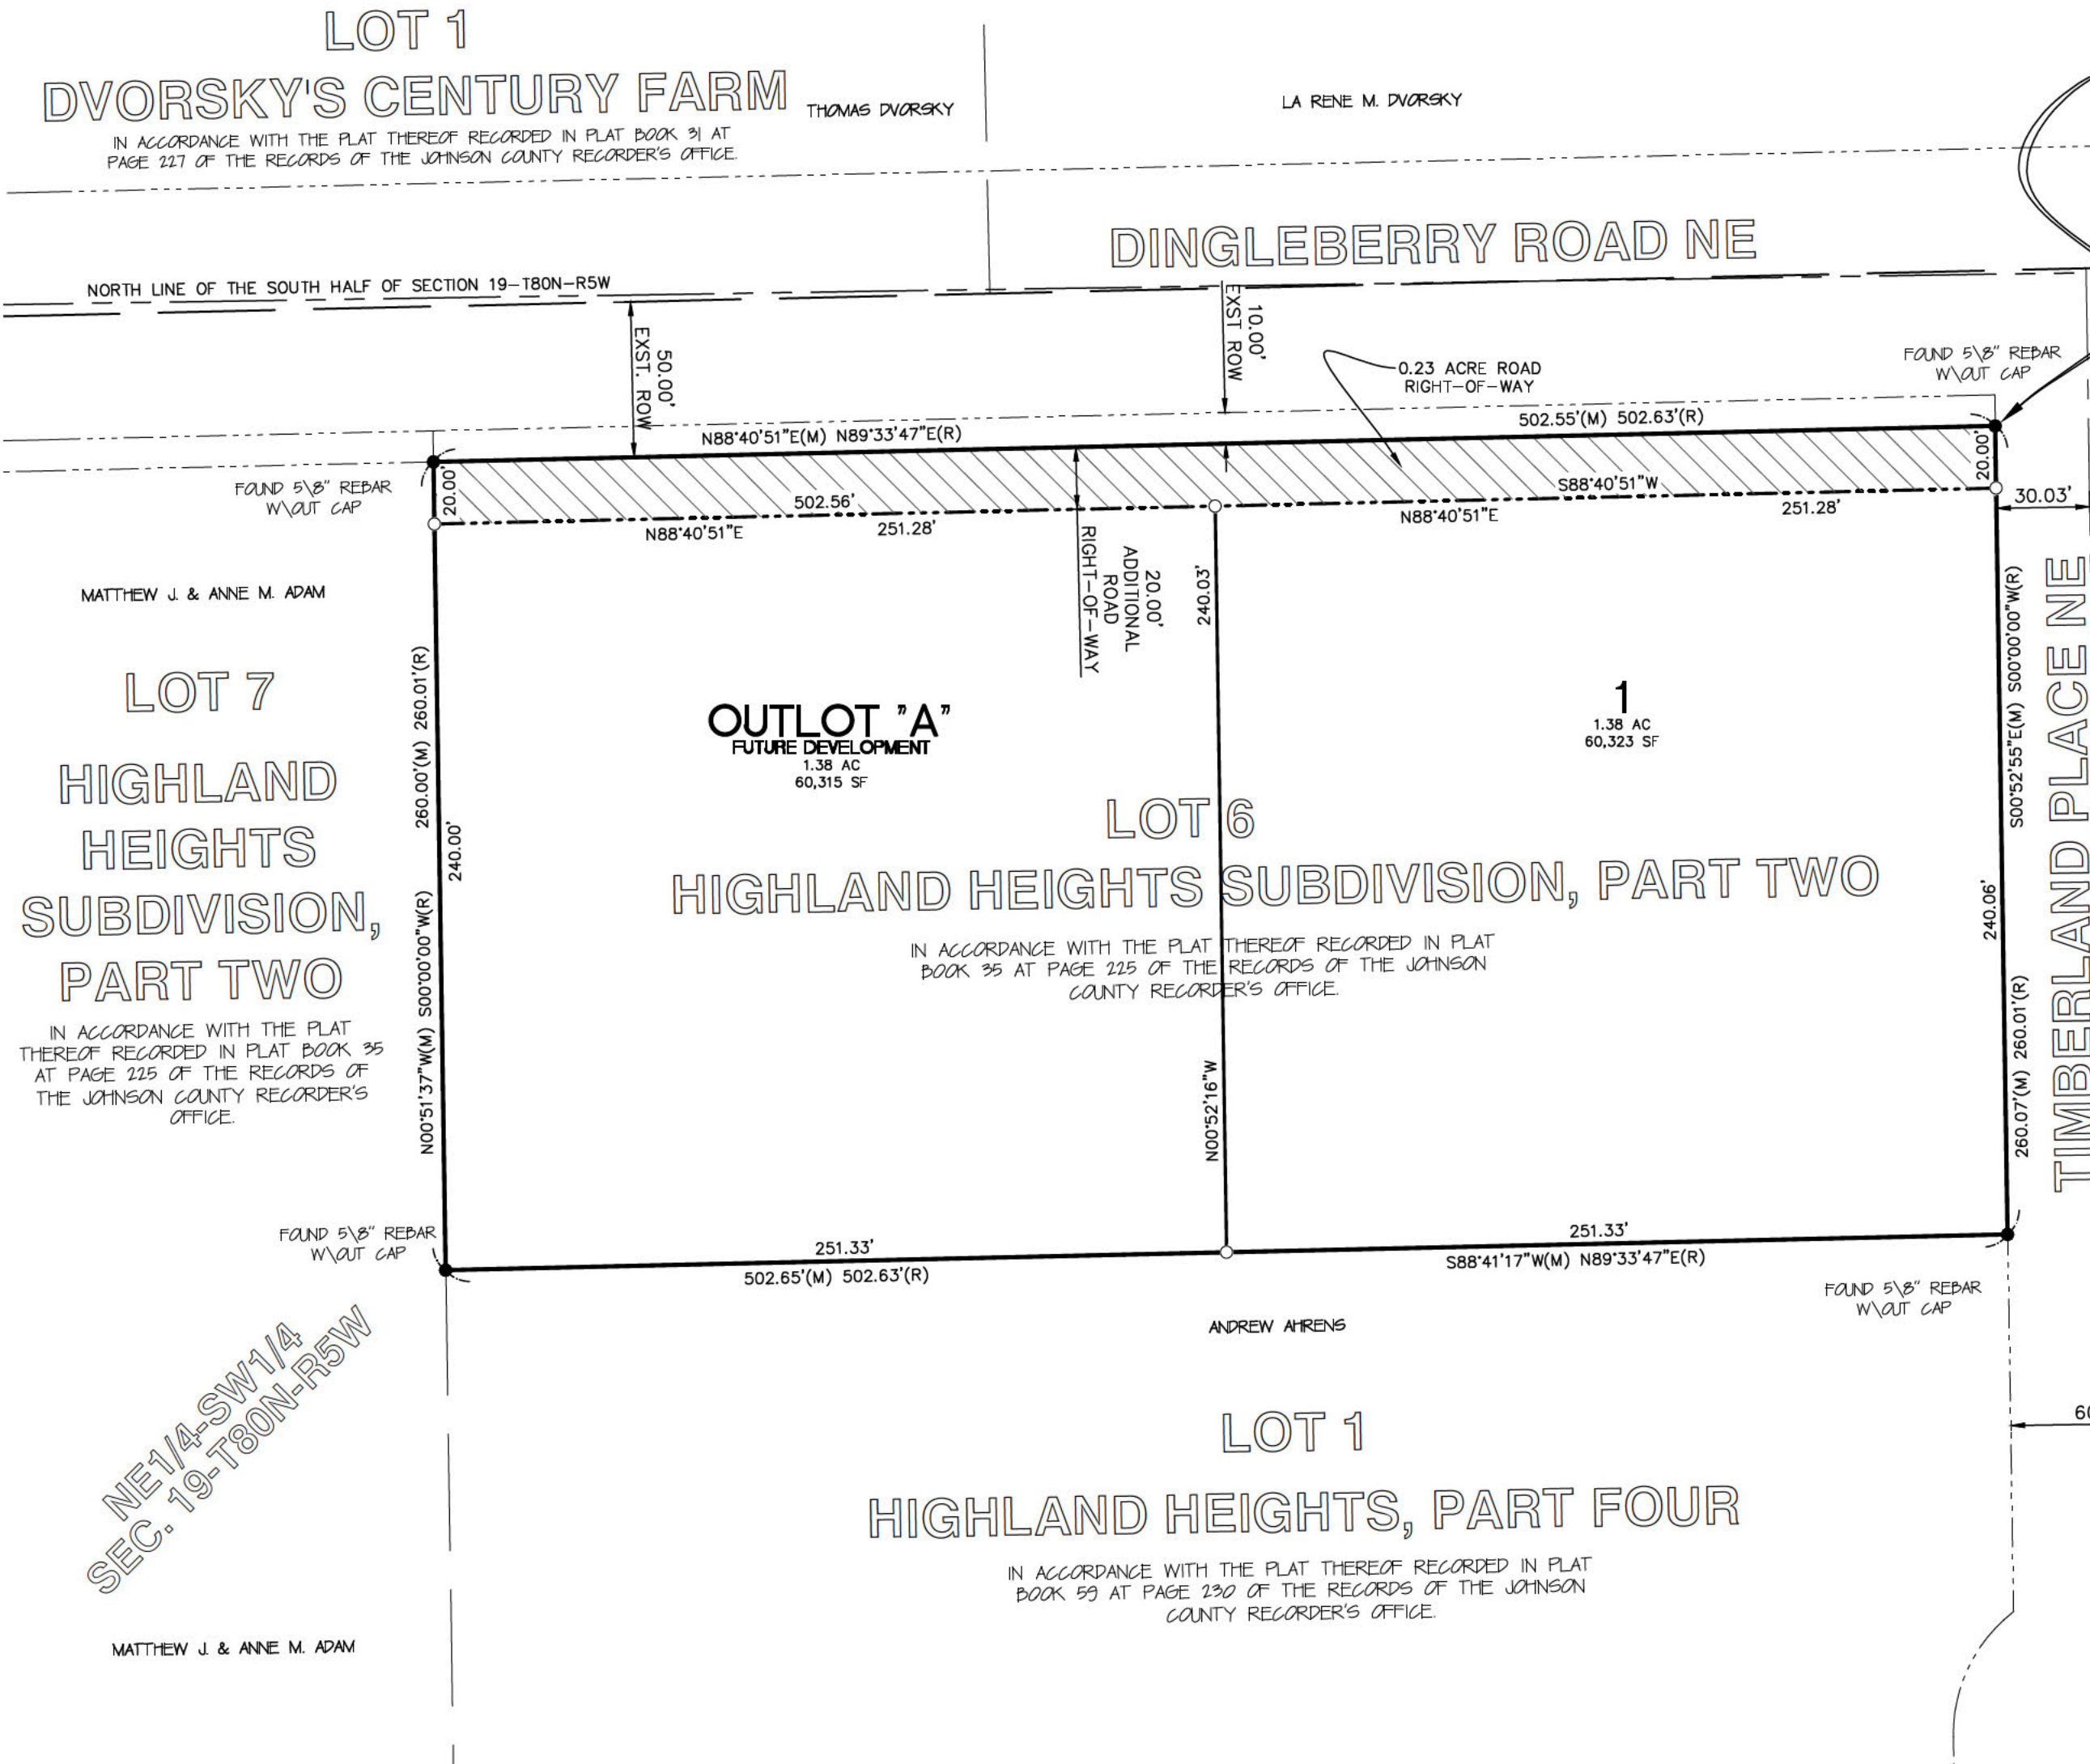 LOT 1
DVORSKY'S CENTURY FARM
IN ACCORDANCE WITH THE PLAT THEREOF RECORDED IN PLAT BOOK 31 AT
PAGE 227 OF THE RECORDS OF THE JOHNSON COUNTY RECORDER'S OFFICE.
THOMAS DVORSKY
LA RENE M. DVORSKY
DINGLEBERRY ROAD NE
NORTH LINE OF THE SOUTH HALF OF SECTION 19-T80N-R5W
50.00'
EXST. ROW
10.00'
EXST ROW
0.23 ACRE ROAD
RIGHT-OF-WAY
FOUND 5\8" REBAR
W\OUT CAP
N88°40'51"E(M) N89°33'47"E(R)
502.55'(M) 502.63'(R)
FOUND 5\8" REBAR
W\OUT CAP
20.00'
502.56'
S88°40'51"W
20.00'
30.03'
N88°40'51"E
251.28'
N88°40'51"E
251.28'
20.00'
ADDITIONAL
ROAD
RIGHT-OF-WAY
240.03'
MATTHEW J. & ANNE M. ADAM
LOT 7
HIGHLAND
HEIGHTS
SUBDIVISION,
PART TWO
IN ACCORDANCE WITH THE PLAT
THEREOF RECORDED IN PLAT BOOK 35
AT PAGE 225 OF THE RECORDS OF
THE JOHNSON COUNTY RECORDER'S
OFFICE.
N00°51'37"W(M) S00°00'00"W(R)
260.00'(M) 260.01'(R)
240.00'
OUTLOT "A"
FUTURE DEVELOPMENT
1.38 AC
60,315 SF
1
1.38 AC
60,323 SF
LOT 6
HIGHLAND HEIGHTS SUBDIVISION, PART TWO
IN ACCORDANCE WITH THE PLAT THEREOF RECORDED IN PLAT
BOOK 35 AT PAGE 225 OF THE RECORDS OF THE JOHNSON
COUNTY RECORDER'S OFFICE.
N00°52'16"W
240.06'
S00°52'55"E(M) S00°00'00"W(R)
260.07'(M) 260.01'(R)
TIMBERLAND PLACE NE
FOUND 5\8" REBAR
W\OUT CAP
251.33'
502.65'(M) 502.63'(R)
251.33'
S88°41'17"W(M) N89°33'47"E(R)
FOUND 5\8" REBAR
W\OUT CAP
ANDREW AHRENS
NE1/4-SW1/4
SEC. 19-T80N-R5W
LOT 1
HIGHLAND HEIGHTS, PART FOUR
IN ACCORDANCE WITH THE PLAT THEREOF RECORDED IN PLAT
BOOK 59 AT PAGE 230 OF THE RECORDS OF THE JOHNSON
COUNTY RECORDER'S OFFICE.
MATTHEW J. & ANNE M. ADAM